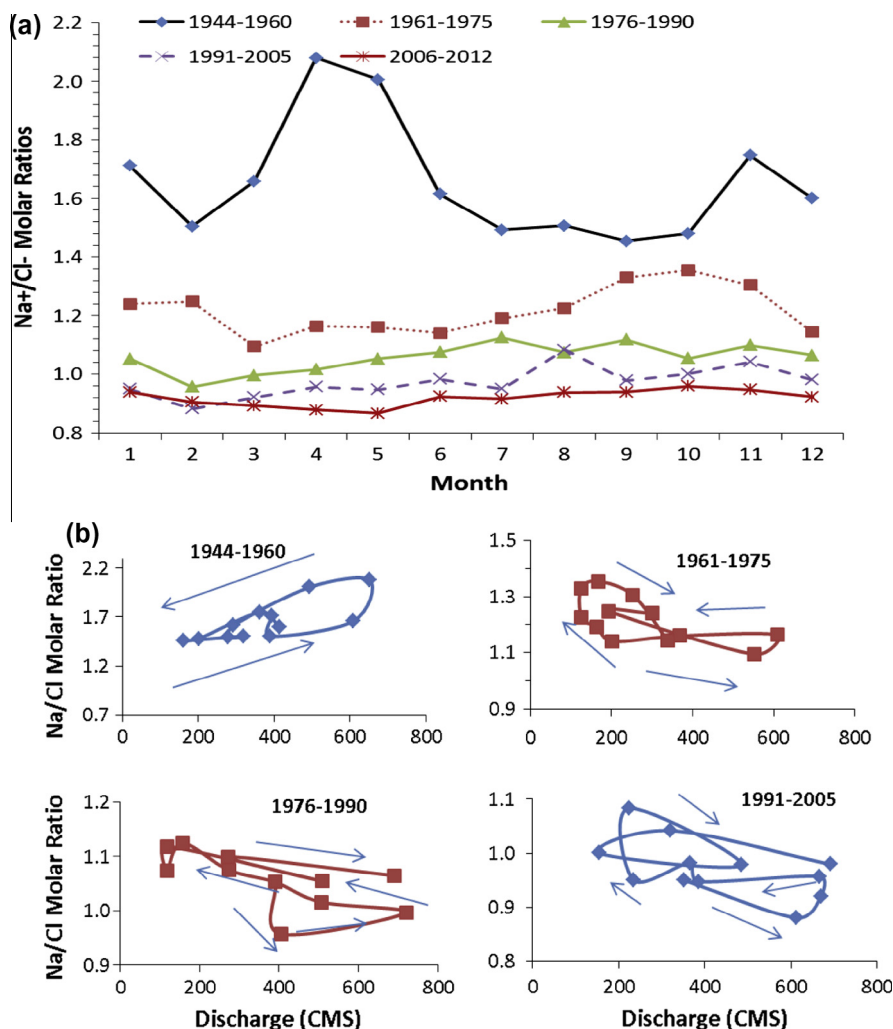 (a)
1944-1960 1961-1975 1976-1990
1991-2005 2006-2012
Na+/Cl- Molar Ratios
2.2
2.0
1.8
1.6
1.4
1.2
1.0
0.8
1 2 3 4 5 6 7 8 9 10 11 12
Month
(b)
1944-1960
Na/Cl Molar Ratio
2.2
1.7
1.2
0.7
0 200 400 600 800
1961-1975
1.5
1.3
1.1
0.9
0 200 400 600 800
1976-1990
Na/Cl Molar Ratio
1.2
1.1
1.0
0.9
0 200 400 600 800
Discharge (CMS)
1991-2005
1.1
1.0
0.9
0.8
0 200 400 600 800
Discharge (CMS)